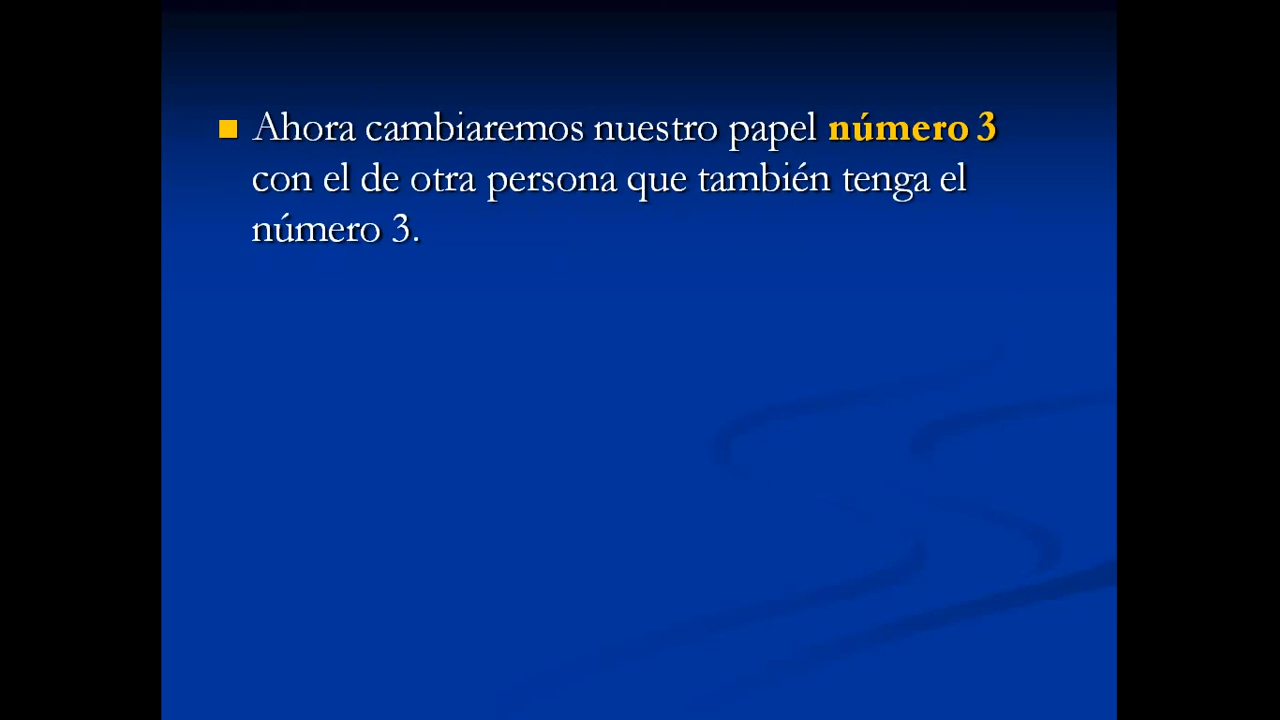 Ahora cambiaremos nuestro papel número 3
con el de otra persona que también tenga el
número 3.